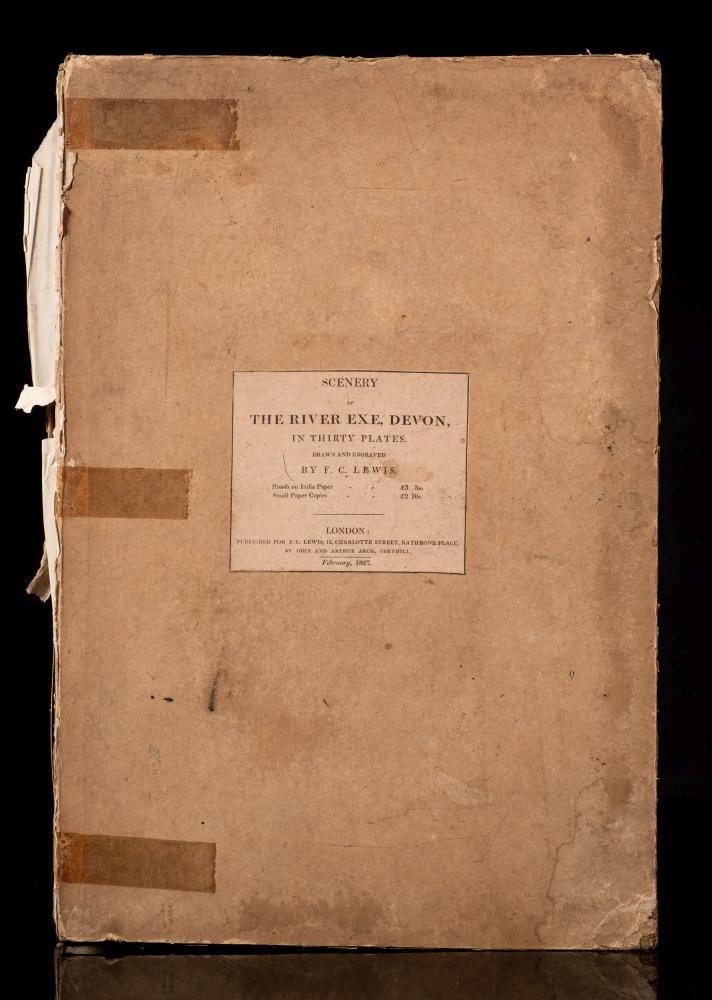 SCENERY
OF
THE RIVER EXE, DEVON,
IN THIRTY PLATES.
DRAWN AND ENGRAVED
BY F. C. LEWIS.
Proofs on India Paper - - £3 3s.
Small Paper Copies - - £2 10s.
LONDON:
PUBLISHED FOR F. C. LEWIS, 12, CHARLOTTE STREET, RATHBONE PLACE,
BY JOHN AND ARTHUR ARCH, CORNHILL.
February, 1827.